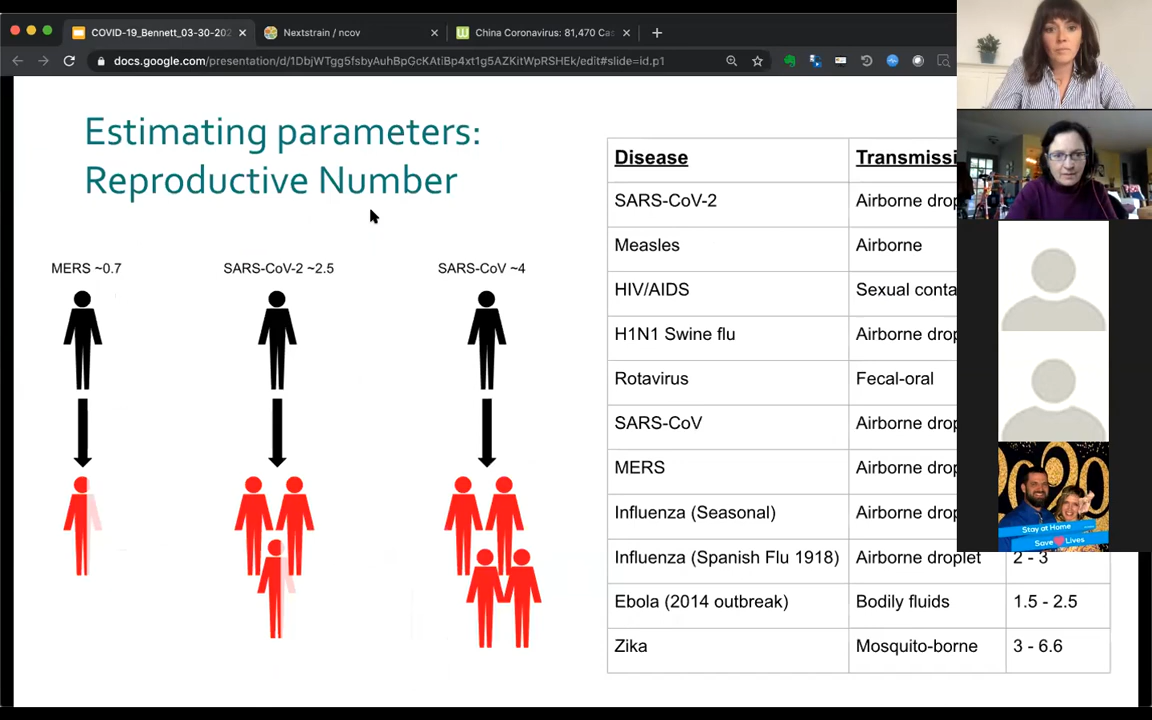 COVID-19_Bennett_03-30-202
Nextstrain / ncov
China Coronavirus: 81,470 Cas
docs.google.com/presentation/d/1DbjWTgg5fsbyAuhBpGcKAtiBp4xt1g5AZKitWpRSHEk/edit#slide=id.p1
Estimating parameters:
Reproductive Number
MERS ~0.7
SARS-CoV-2 ~2.5
SARS-CoV ~4
Disease Transmissi
SARS-CoV-2 Airborne drop
Measles Airborne
HIV/AIDS Sexual conta
H1N1 Swine flu Airborne drop
Rotavirus Fecal-oral
SARS-CoV Airborne drop
MERS Airborne drop
Influenza (Seasonal) Airborne drop
Influenza (Spanish Flu 1918) Airborne droplet 2 - 3
Ebola (2014 outbreak) Bodily fluids 1.5 - 2.5
Zika Mosquito-borne 3 - 6.6
Stay at Home
Save Lives